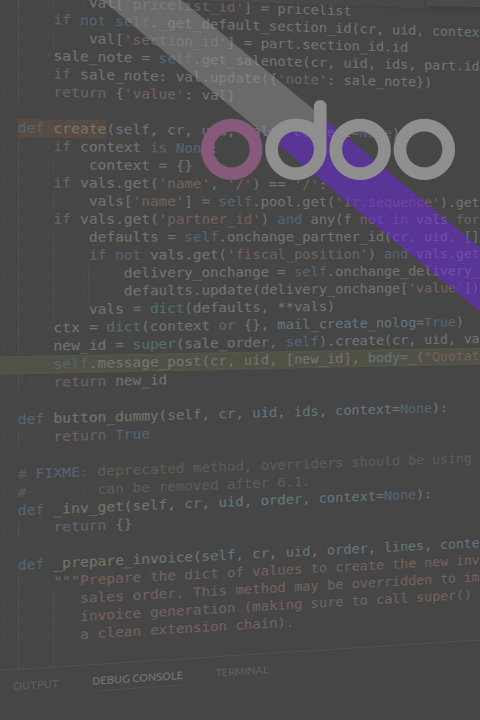 val['pricelist_id'] = pricelist
if not self._get_default_section_id(cr, uid, contex
val['section_id'] = part.section_id.id
sale_note = self.get_salenote(cr, uid, ids, part.id
if sale_note: val.update({'note': sale_note})
return {'value': val}
def create(self, cr, uid, vals, context=None):
if context is None:
context = {}
if vals.get('name', '/') == '/':
vals['name'] = self.pool.get('ir.sequence').get
if vals.get('partner_id') and any(f not in vals for
defaults = self.onchange_partner_id(cr, uid, []
if not vals.get('fiscal_position') and vals.get
delivery_onchange = self.onchange_delivery_
defaults.update(delivery_onchange['value'])
vals = dict(defaults, **vals)
ctx = dict(context or {}, mail_create_nolog=True)
new_id = super(sale_order, self).create(cr, uid, va
self.message_post(cr, uid, [new_id], body=_("Quotat
return new_id
def button_dummy(self, cr, uid, ids, context=None):
return True
# FIXME: deprecated method, overriders should be using
# can be removed after 6.1.
def _inv_get(self, cr, uid, order, context=None):
return {}
def _prepare_invoice(self, cr, uid, order, lines, conte
"""Prepare the dict of values to create the new inv
sales order. This method may be overridden to im
invoice generation (making sure to call super()
a clean extension chain).
OUTPUT DEBUG CONSOLE TERMINAL
odoo